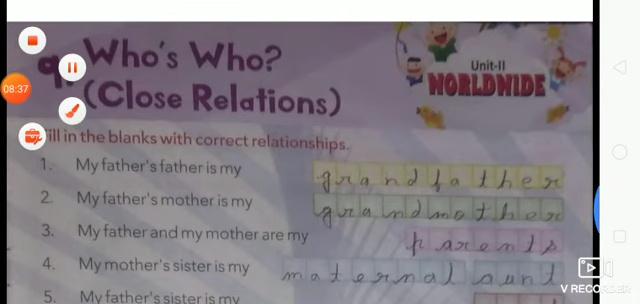 08:37
9. Who's Who?
(Close Relations)
Unit-II
WORLDWIDE
Fill in the blanks with correct relationships.
1. My father's father is my grandfather
2. My father's mother is my grandmother
3. My father and my mother are my parents
4. My mother's sister is my maternal aunt
5. My father's sister is my
V RECORDER